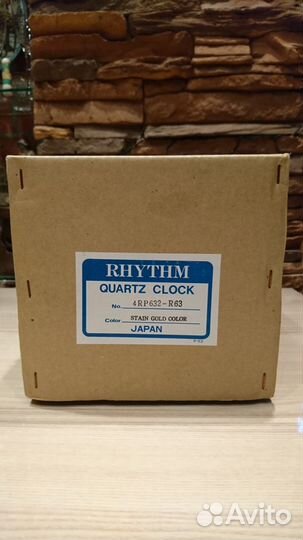 RHYTHM
QUARTZ CLOCK
No. 4RP632-R63
Color STAIN GOLD COLOR
JAPAN
Avito